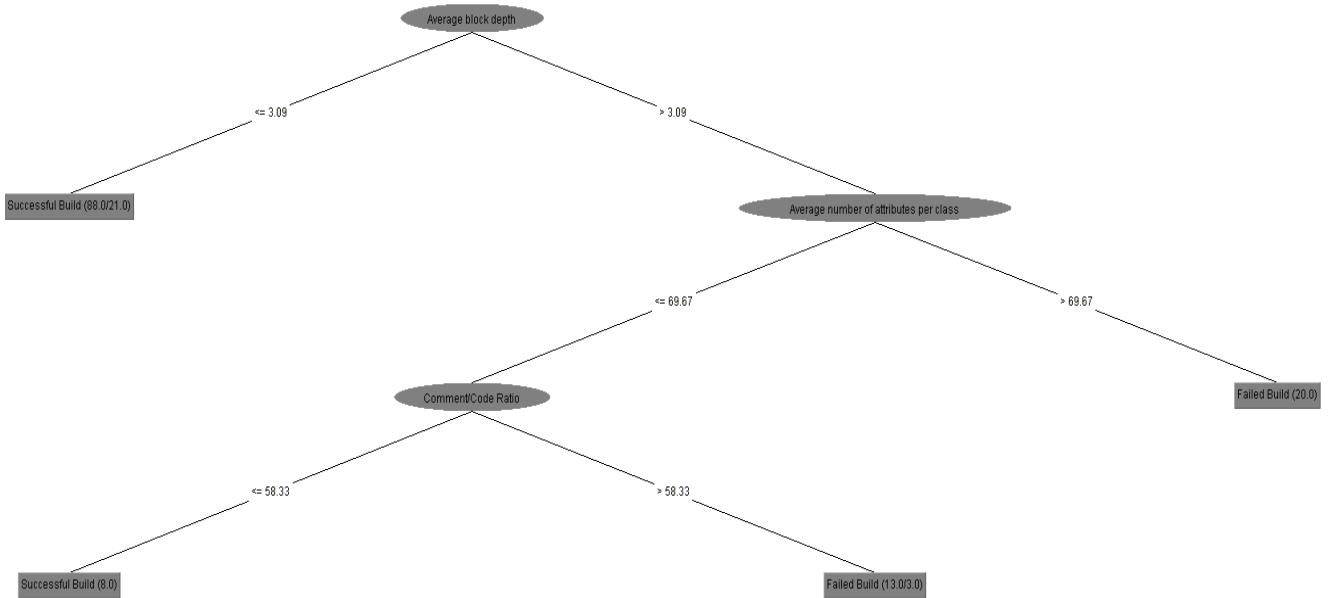 Average block depth
<= 3.09
> 3.09
Successful Build (88.0/21.0)
Average number of attributes per class
<= 69.67
> 69.67
Comment/Code Ratio
Failed Build (20.0)
<= 58.33
> 58.33
Successful Build (8.0)
Failed Build (13.0/3.0)